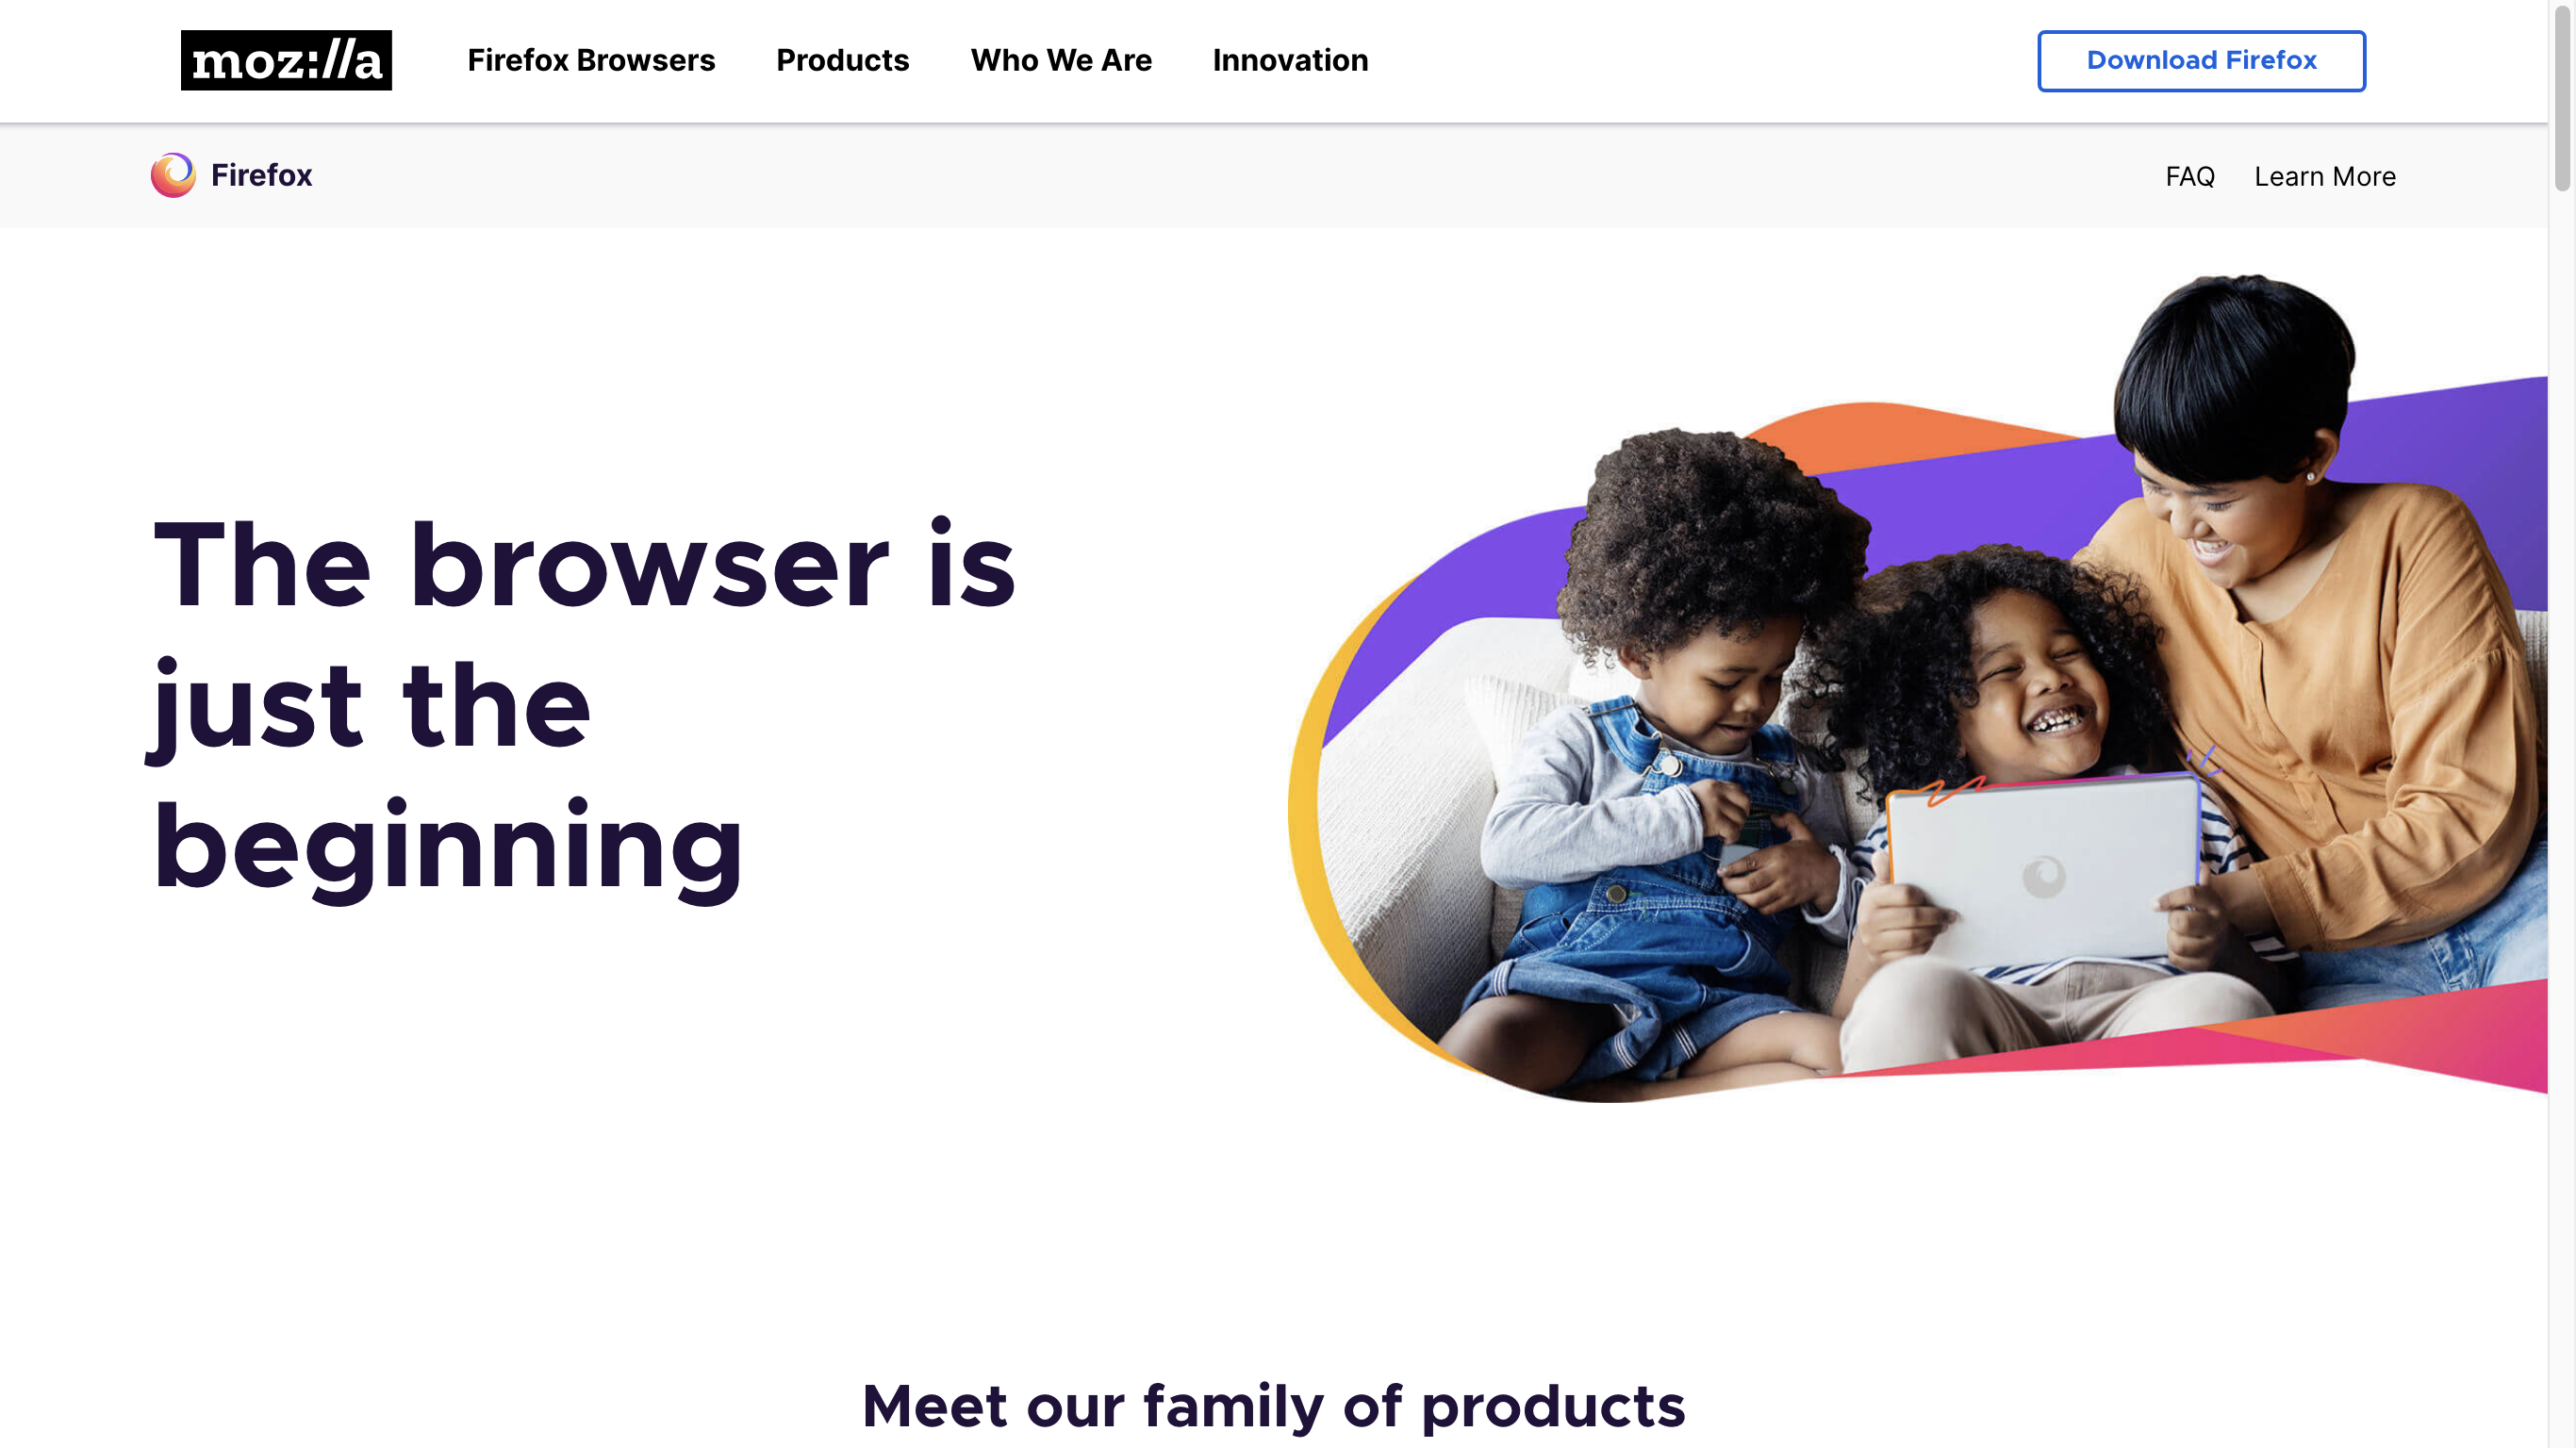 moz://a
Firefox Browsers
Products
Who We Are
Innovation
Download Firefox
Firefox
FAQ
Learn More
The browser is
just the
beginning
Meet our family of products